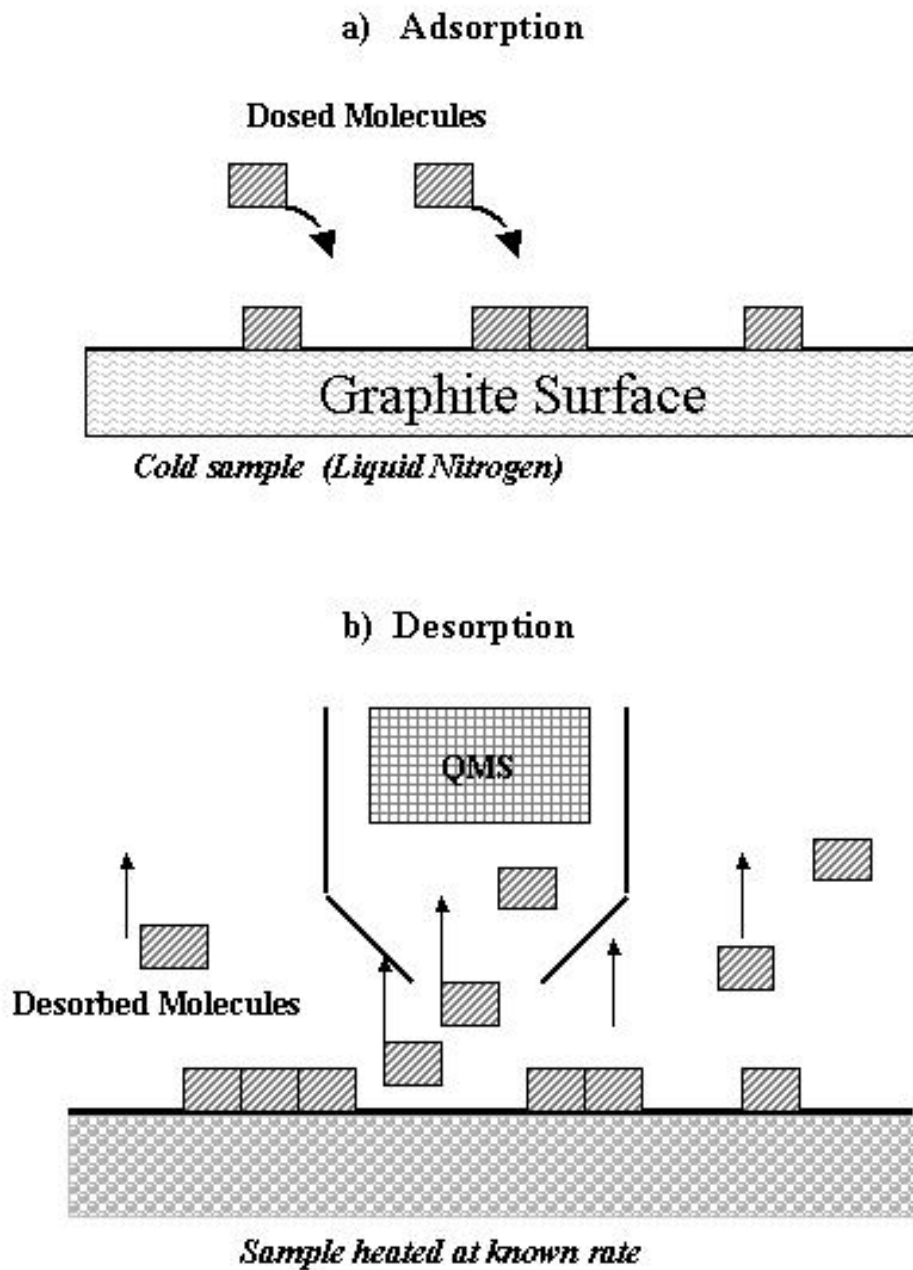 a) Adsorption
Dosed Molecules
Graphite Surface
Cold sample (Liquid Nitrogen)
b) Desorption
QMS
Desorbed Molecules
Sample heated at known rate